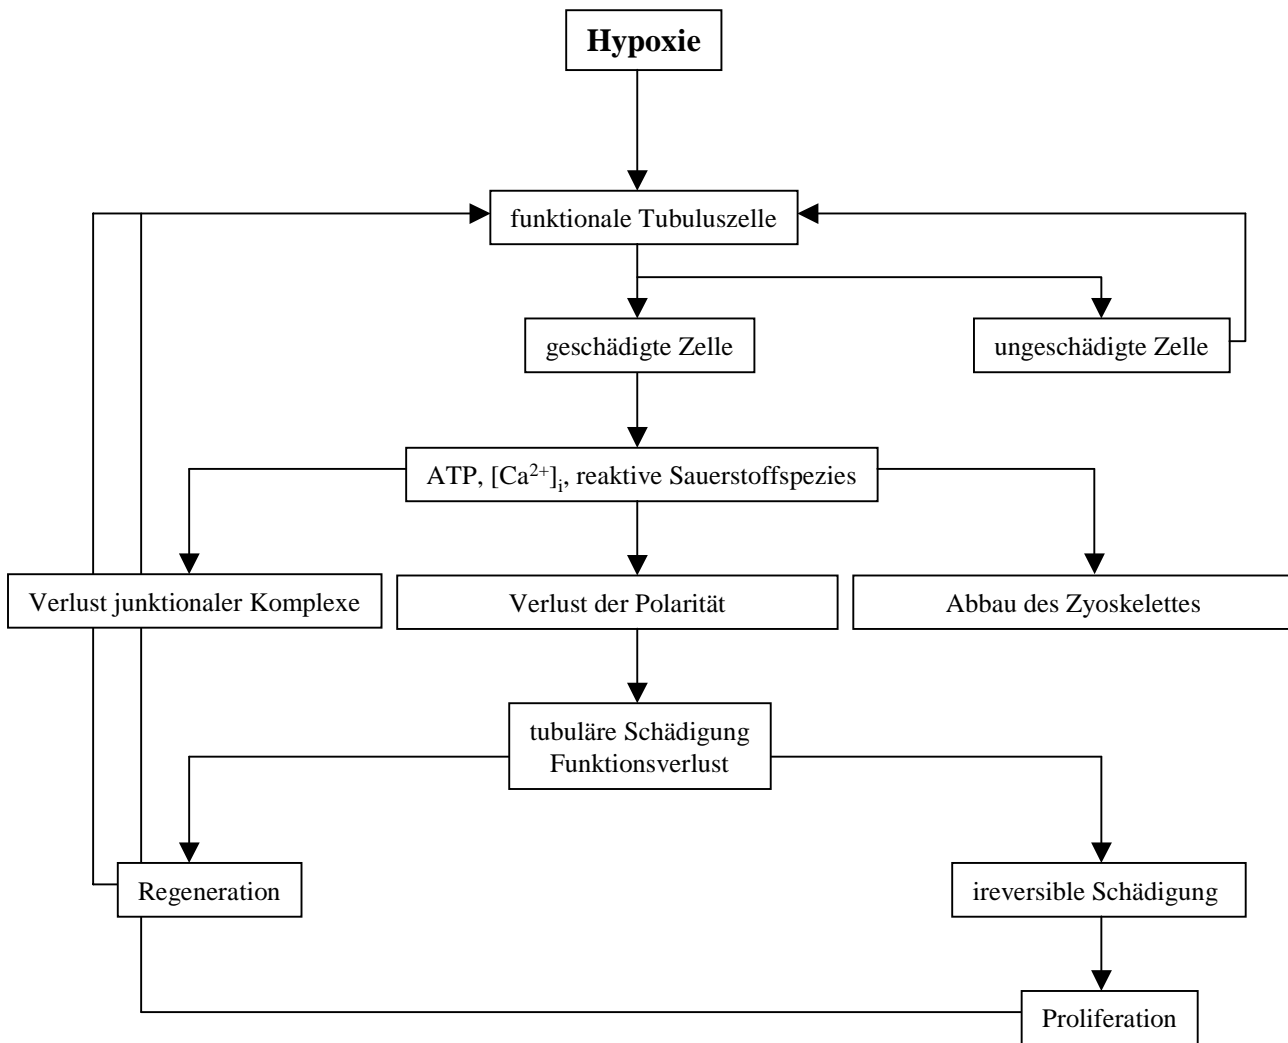 Hypoxie
funktionale Tubuluszelle
geschädigte Zelle
ungeschädigte Zelle
ATP, [Ca²⁺]ᵢ, reaktive Sauerstoffspezies
Verlust junktionaler Komplexe
Verlust der Polarität
Abbau des Zyoskelettes
tubuläre Schädigung
Funktionsverlust
Regeneration
ireversible Schädigung
Proliferation